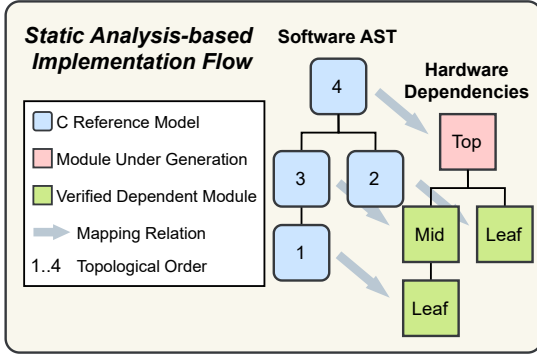 Static Analysis-based
Implementation Flow
Software AST
Hardware
Dependencies
C Reference Model
Module Under Generation
Verified Dependent Module
Mapping Relation
1..4 Topological Order
4
3
2
1
Top
Mid
Leaf
Leaf